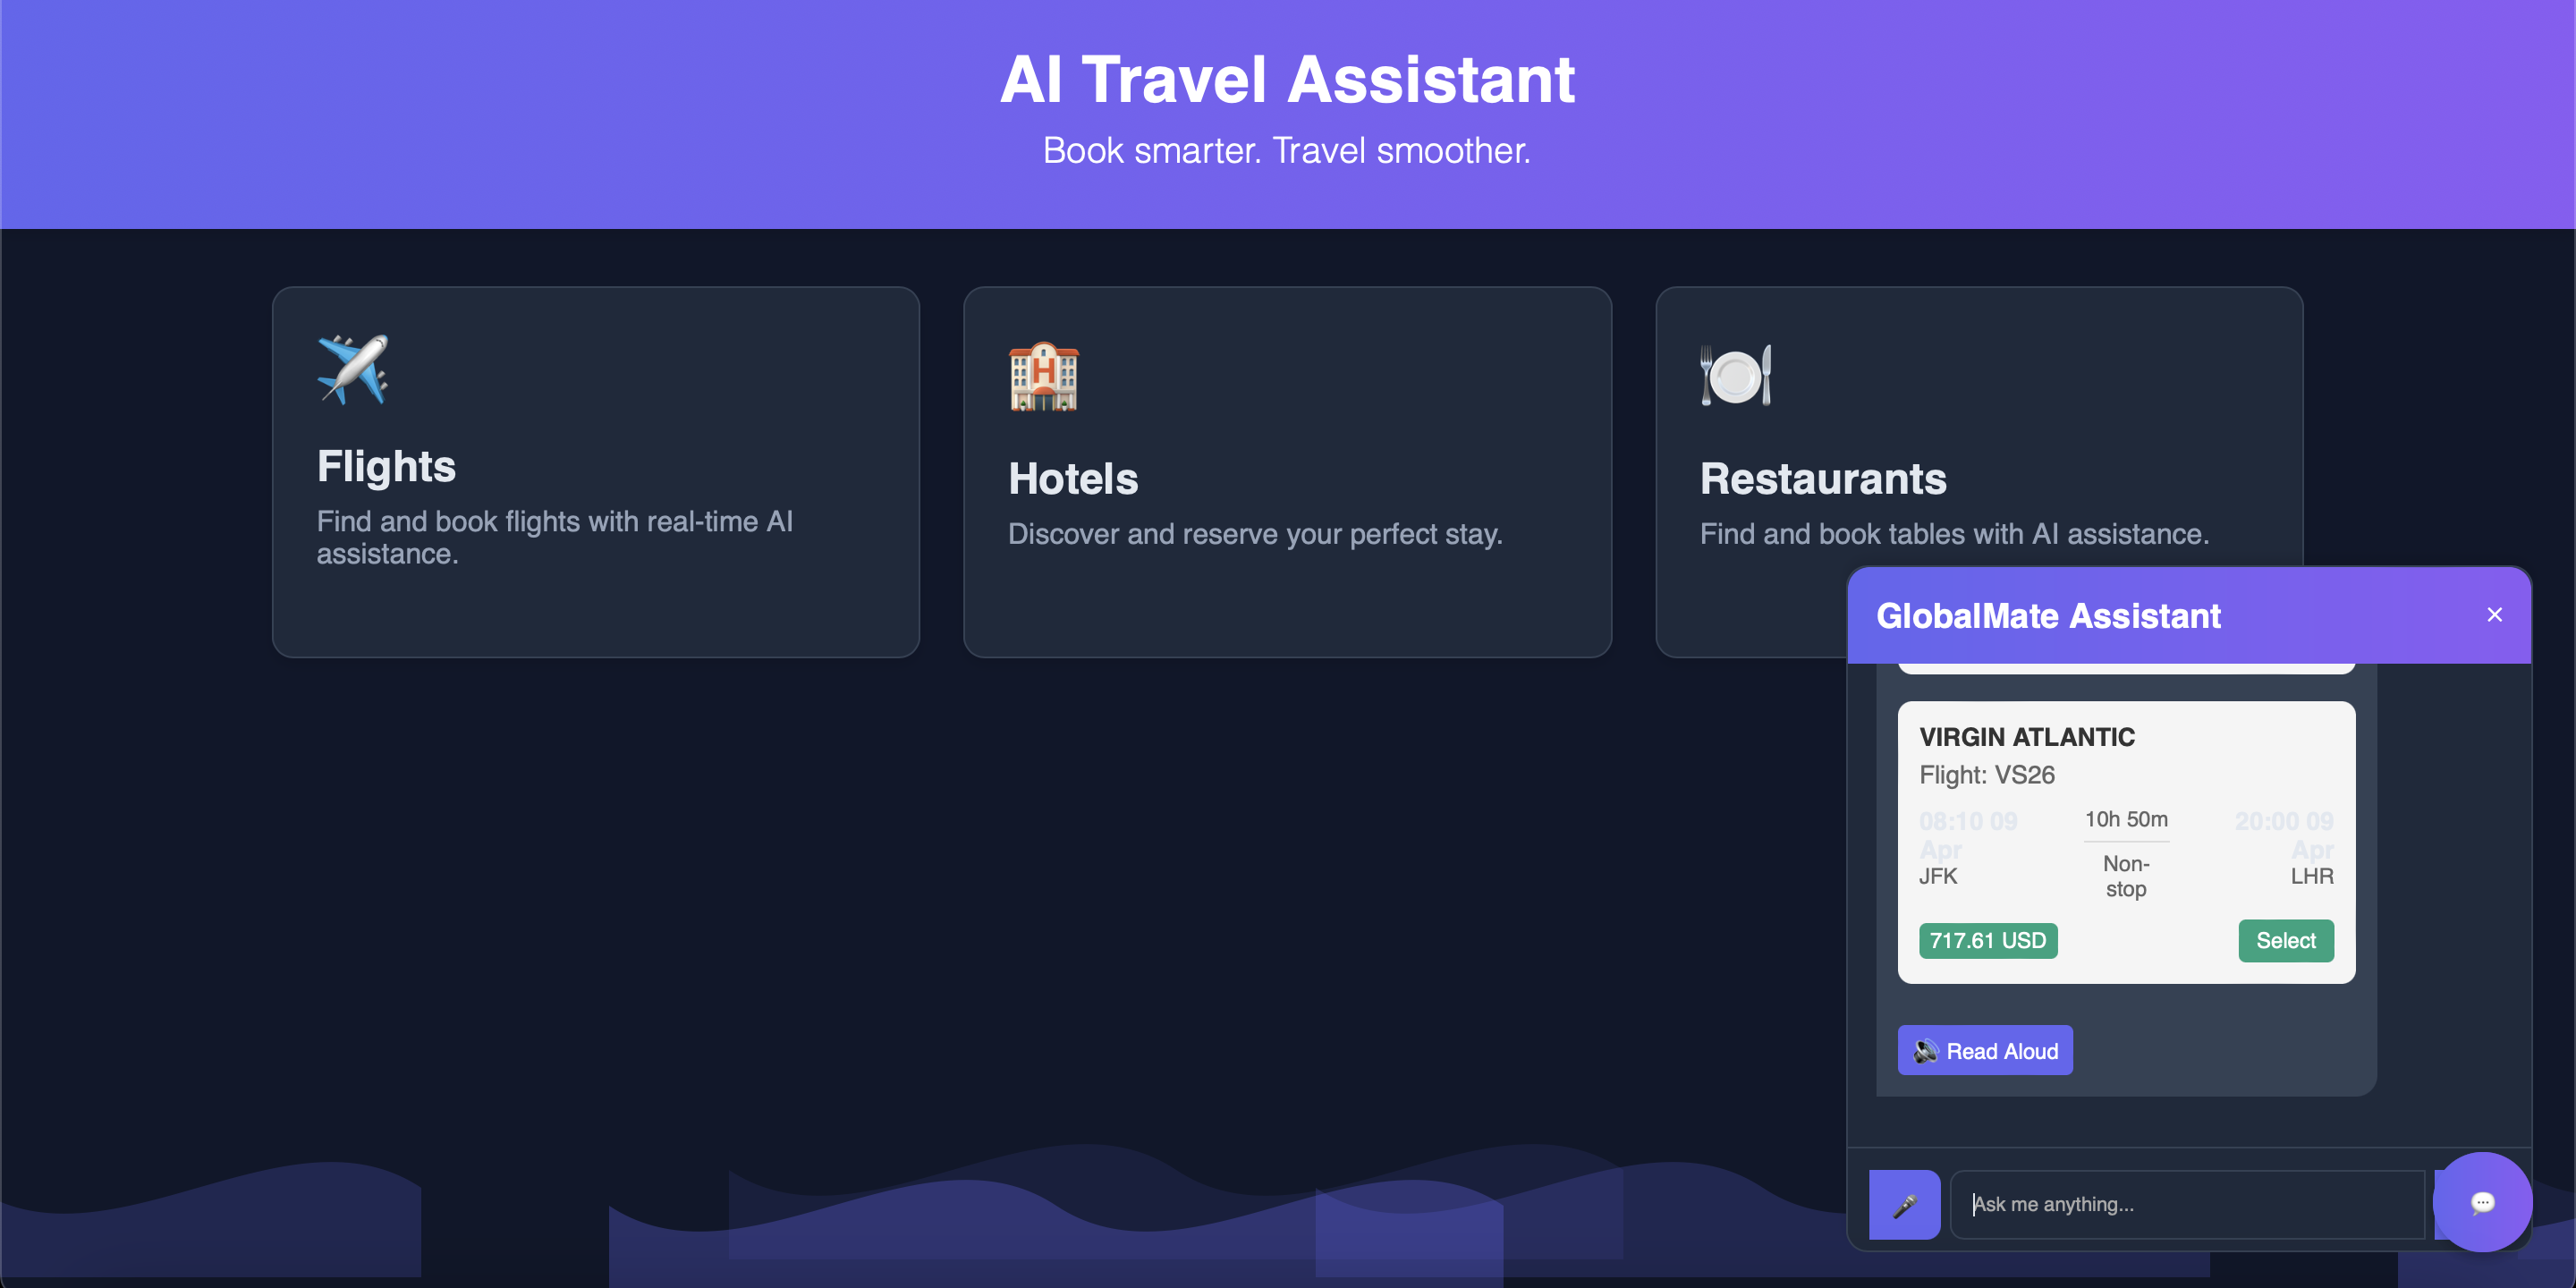 AI Travel Assistant
Book smarter. Travel smoother.
Flights
Find and book flights with real-time AI
assistance.
H
Hotels
Discover and reserve your perfect stay.
Restaurants
Find and book tables with AI assistance.
GlobalMate Assistant
×
VIRGIN ATLANTIC
Flight: VS26
08:10 09
Apr
JFK
10h 50m
Non-
stop
20:00 09
Apr
LHR
717.61 USD
Select
Read Aloud
Ask me anything...